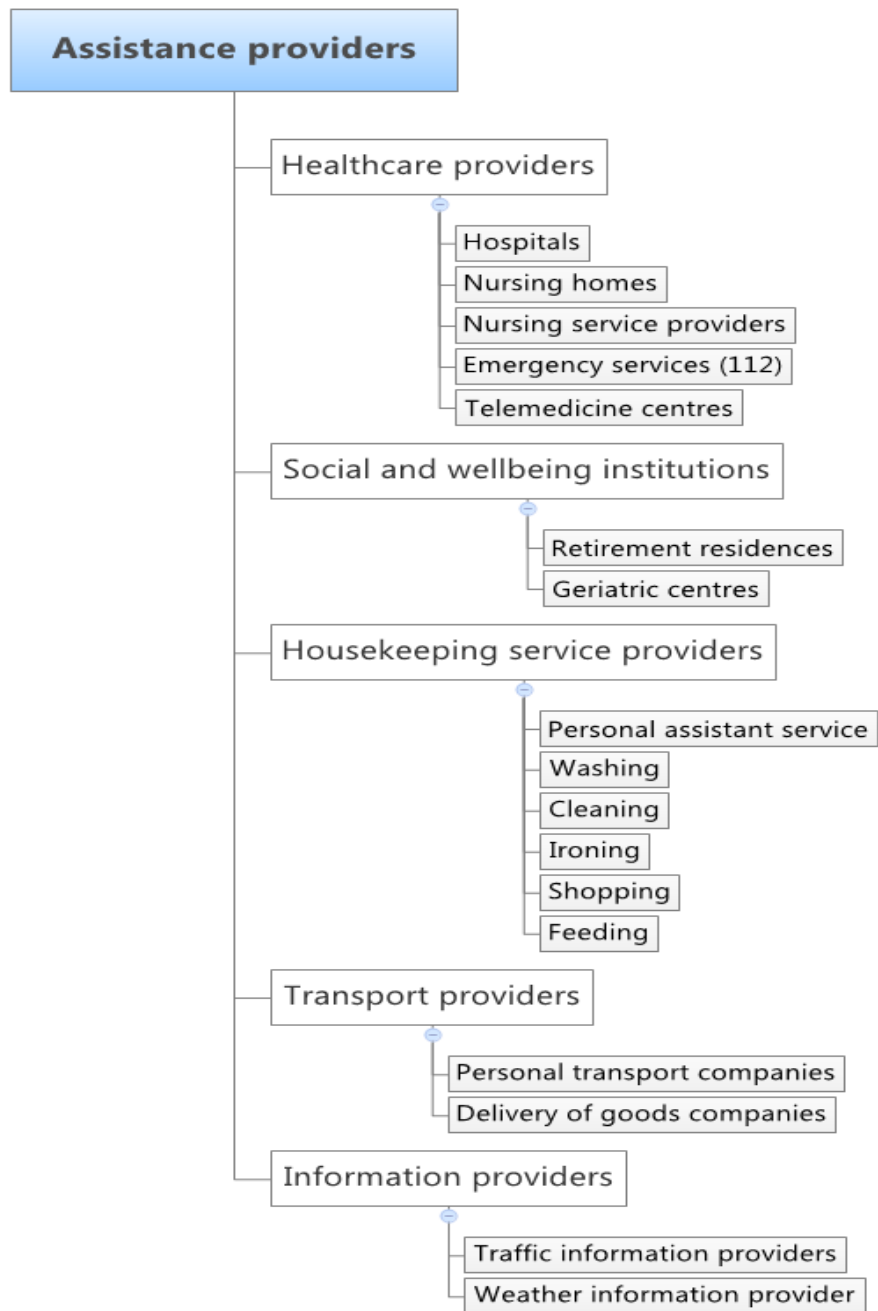 Assistance providers
Healthcare providers
Hospitals
Nursing homes
Nursing service providers
Emergency services (112)
Telemedicine centres
Social and wellbeing institutions
Retirement residences
Geriatric centres
Housekeeping service providers
Personal assistant service
Washing
Cleaning
Ironing
Shopping
Feeding
Transport providers
Personal transport companies
Delivery of goods companies
Information providers
Traffic information providers
Weather information provider